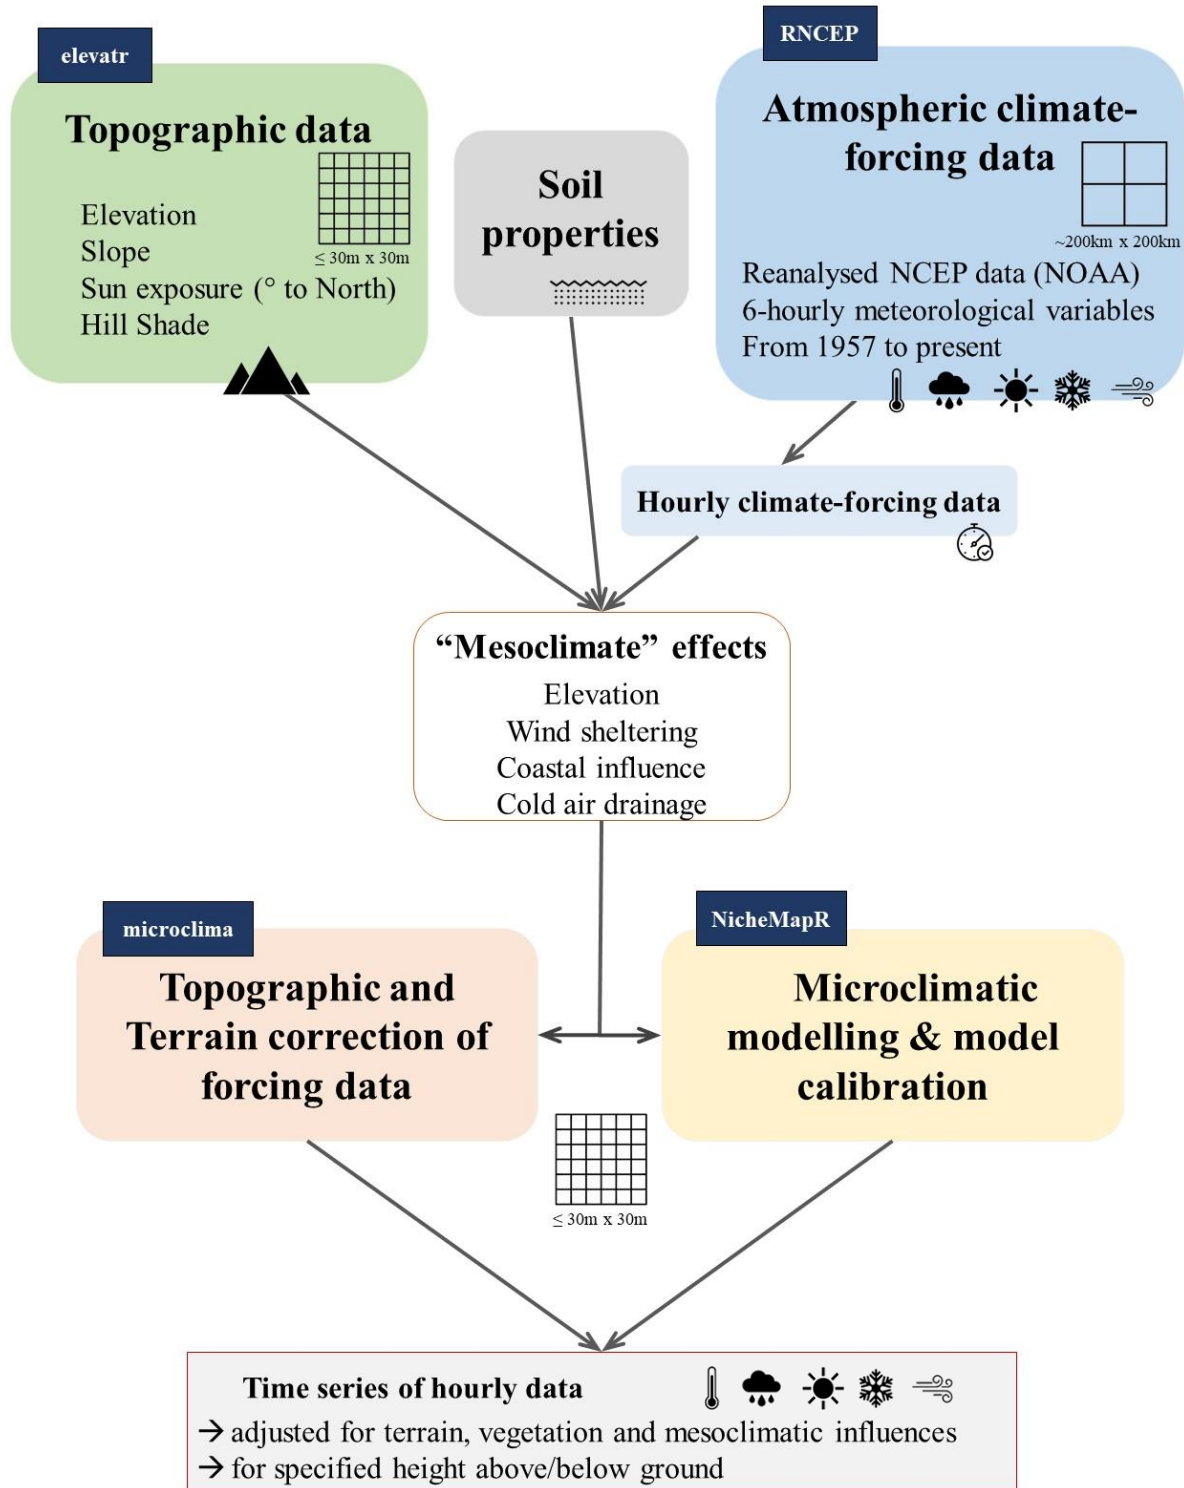 elevatr
Topographic data
≤ 30m x 30m
Elevation
Slope
Sun exposure (° to North)
Hill Shade
Soil
properties
RNCEP
Atmospheric climate-
forcing data
~200km x 200km
Reanalysed NCEP data (NOAA)
6-hourly meteorological variables
From 1957 to present
Hourly climate-forcing data
“Mesoclimate” effects
Elevation
Wind sheltering
Coastal influence
Cold air drainage
microclima
Topographic and
Terrain correction of
forcing data
NicheMapR
Microclimatic
modelling & model
calibration
≤ 30m x 30m
Time series of hourly data
→ adjusted for terrain, vegetation and mesoclimatic influences
→ for specified height above/below ground